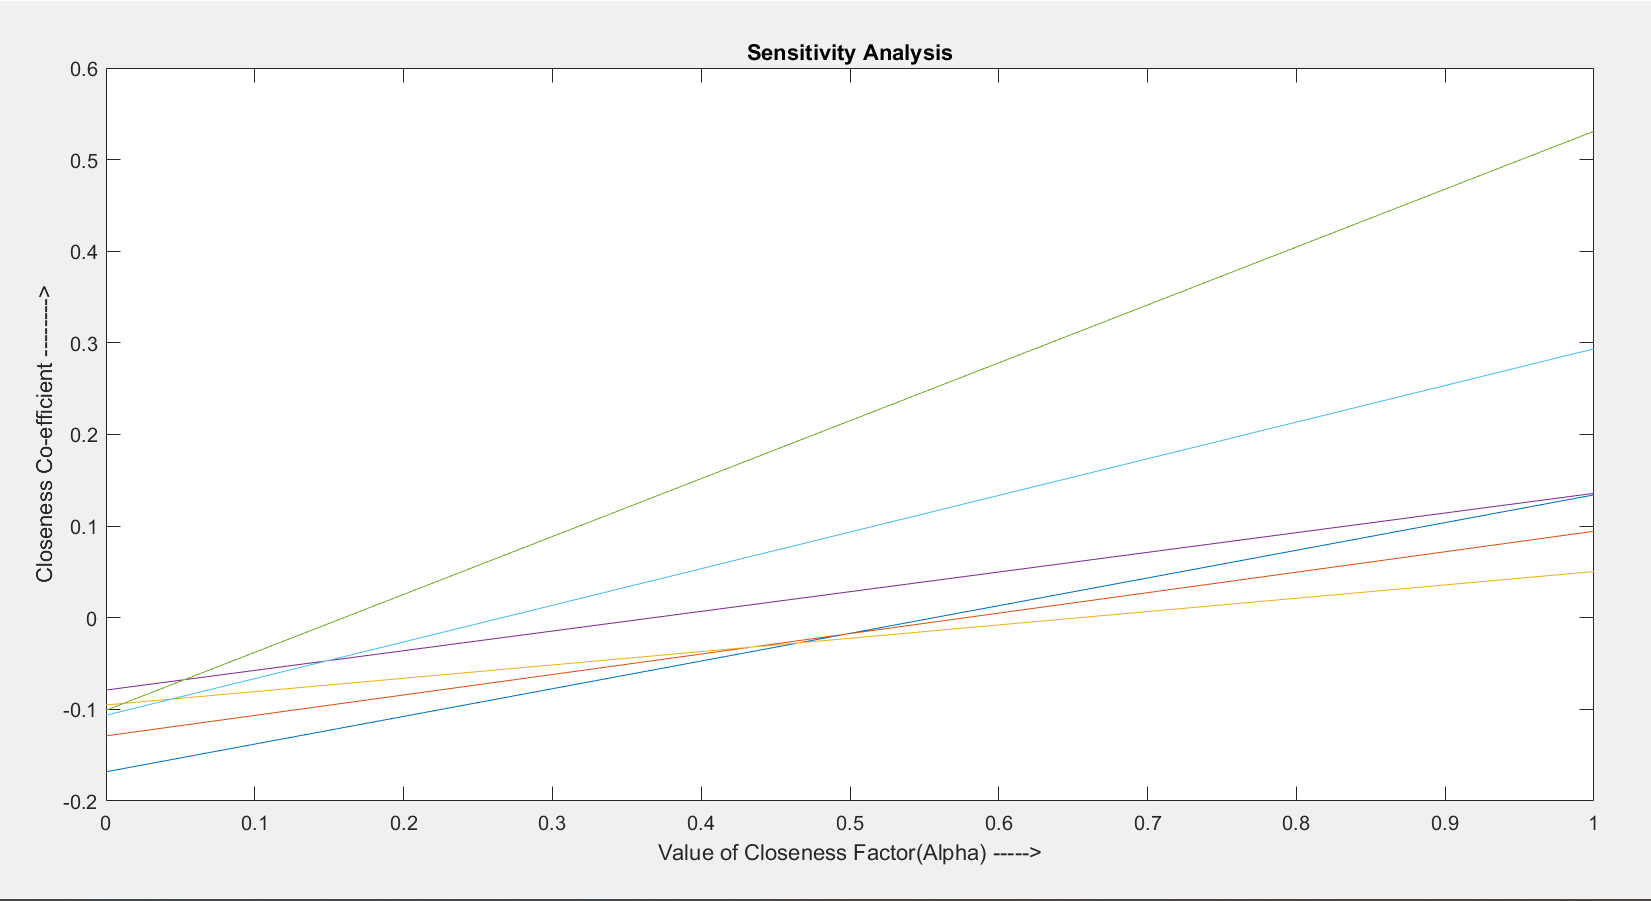 Sensitivity Analysis
0.6
0.5
0.4
0.3
0.2
0.1
0
-0.1
-0.2
Closeness Co-efficient --------->
0 0.1 0.2 0.3 0.4 0.5 0.6 0.7 0.8 0.9 1
Value of Closeness Factor(Alpha) ----->